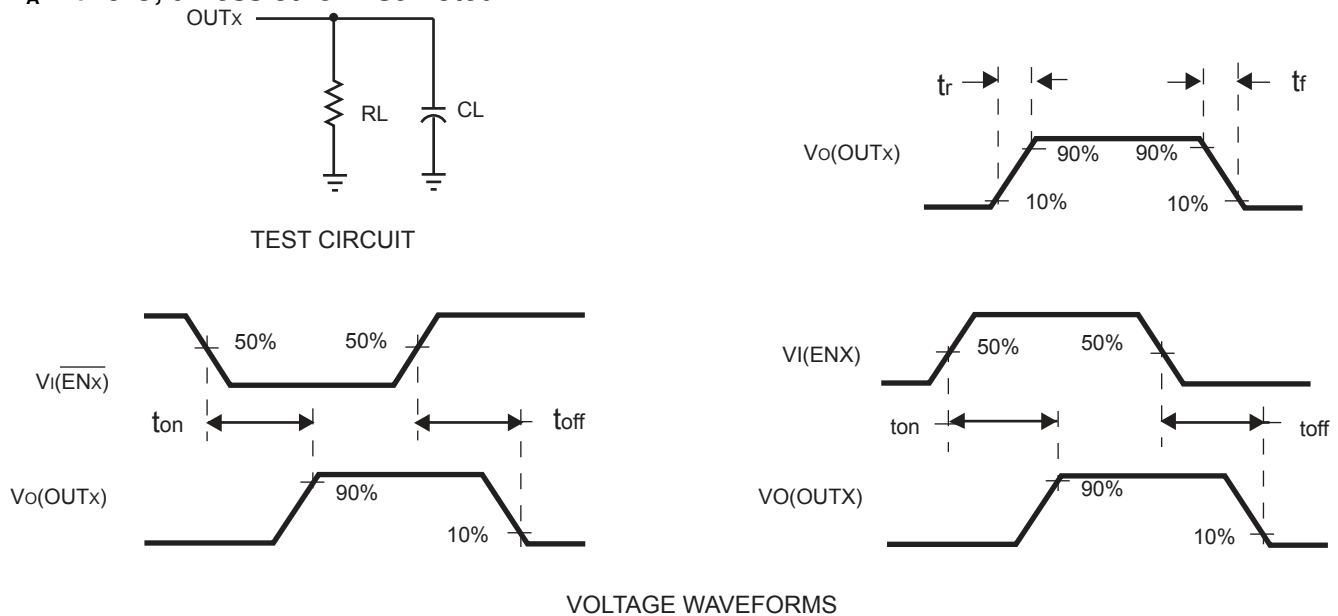 OUTx
RL
CL
TEST CIRCUIT
tr
tf
VO(OUTx)
90%
90%
10%
10%
VI(ENx)
50%
50%
ton
toff
VO(OUTx)
90%
10%
VI(ENX)
50%
50%
ton
toff
VO(OUTX)
90%
10%
VOLTAGE WAVEFORMS